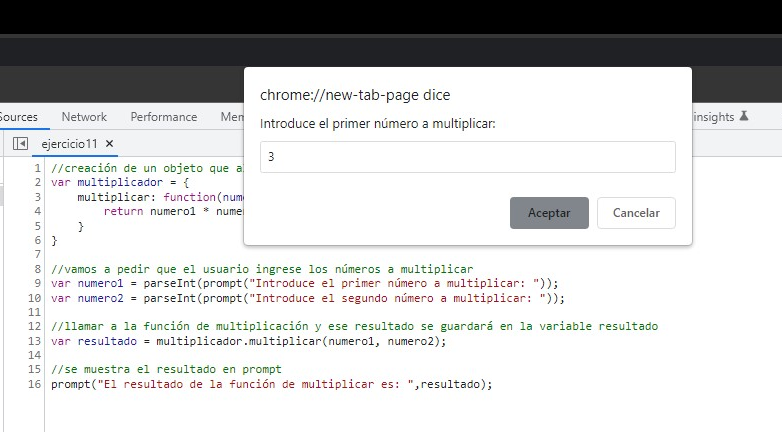 chrome://new-tab-page dice
Introduce el primer número a multiplicar:
3
Aceptar Cancelar
Sources Network Performance insights
ejercicio11 ×
1 //creación de un objeto que
2 var multiplicador = {
3 multiplicar: function(
4 return numero1 *
5 }
6 }
7
8 //vamos a pedir que el usuario ingrese los números a multiplicar
9 var numero1 = parseInt(prompt("Introduce el primer número a multiplicar: "));
10 var numero2 = parseInt(prompt("Introduce el segundo número a multiplicar: "));
11
12 //llamar a la función de multiplicación y ese resultado se guardará en la variable resultado
13 var resultado = multiplicador.multiplicar(numero1, numero2);
14
15 //se muestra el resultado en prompt
16 prompt("El resultado de la función de multiplicar es: ",resultado);